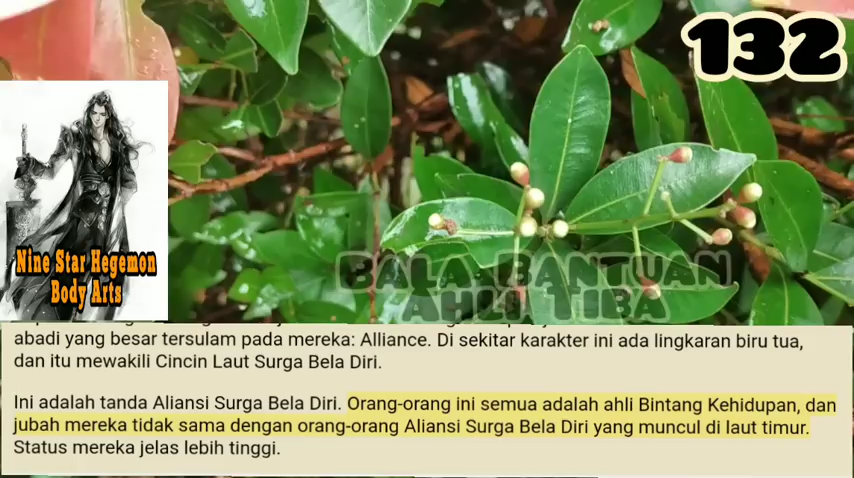 132
Nine Star Hegemon
Body Arts
BALA BANTUAN
AHLI TIBA
abadi yang besar tersulam pada mereka: Alliance. Di sekitar karakter ini ada lingkaran biru tua,
dan itu mewakili Cincin Laut Surga Bela Diri.
Ini adalah tanda Aliansi Surga Bela Diri. Orang-orang ini semua adalah ahli Bintang Kehidupan, dan
jubah mereka tidak sama dengan orang-orang Aliansi Surga Bela Diri yang muncul di laut timur.
Status mereka jelas lebih tinggi.